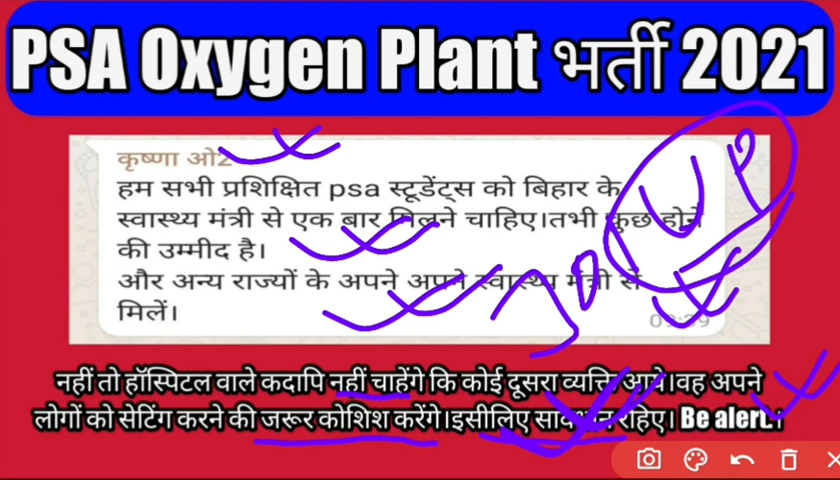 PSA Oxygen Plant भर्ती 2021
कृष्णा ओ2
हम सभी प्रशिक्षित psa स्टूडेंट्स को बिहार के
स्वास्थ्य मंत्री से एक बार मिलने चाहिए।तभी कुछ होने
की उम्मीद है।
और अन्य राज्यों के अपने अपने स्वास्थ्य मंत्री से
मिलें।
नहीं तो हॉस्पिटल वाले कदापि नहीं चाहेंगे कि कोई दूसरा व्यक्ति आये।वह अपने
लोगों को सेटिंग करने की जरूर कोशिश करेंगे।इसीलिए सावधान रहिए। Be alert.।